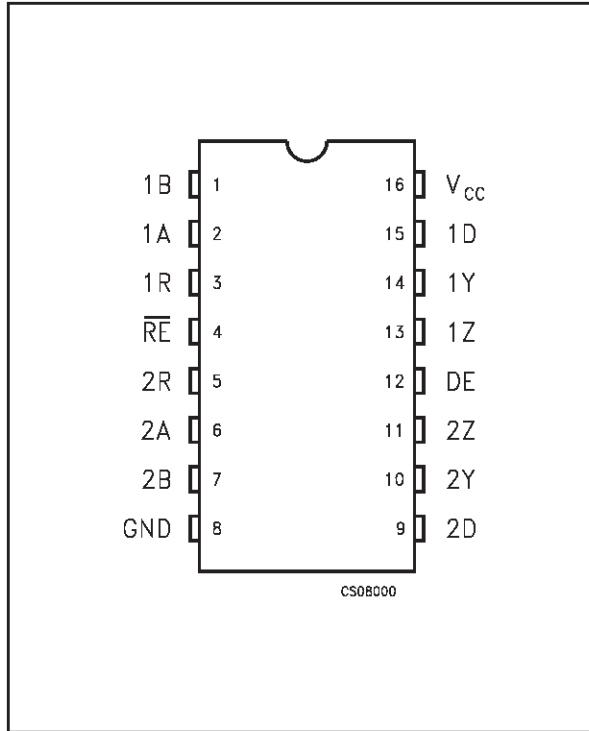 1B 1 16 VCC
1A 2 15 1D
1R 3 14 1Y
R̅E̅ 4 13 1Z
2R 5 12 DE
2A 6 11 2Z
2B 7 10 2Y
GND 8 9 2D
CS08000